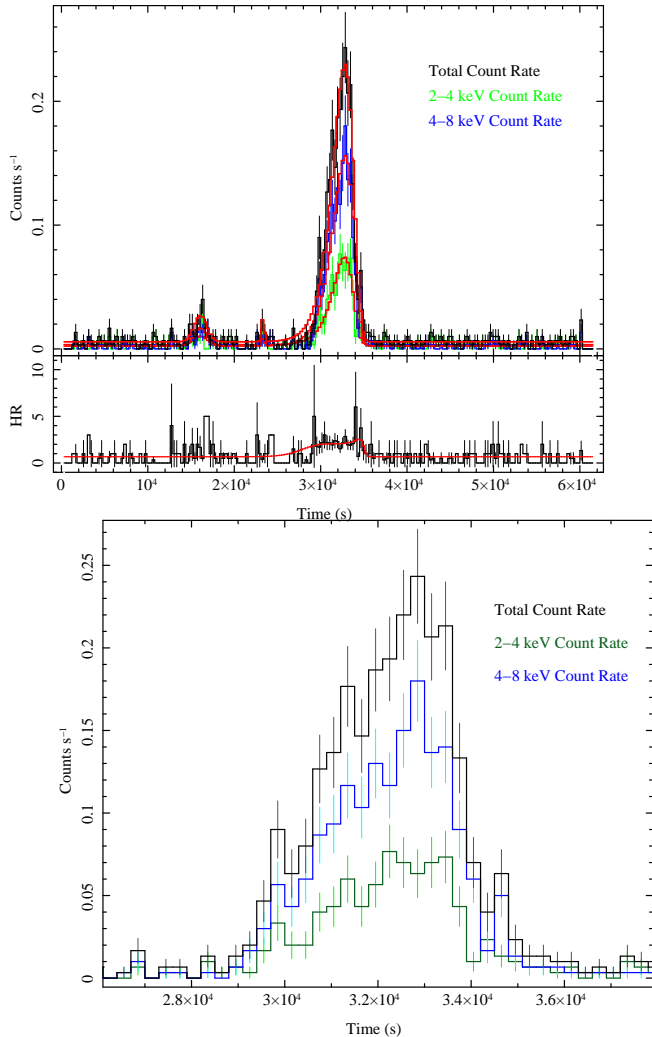 0.2
0.1
0
Counts s⁻¹
Total Count Rate
2–4 keV Count Rate
4–8 keV Count Rate
10
5
0
HR
0 10⁴ 2×10⁴ 3×10⁴ 4×10⁴ 5×10⁴ 6×10⁴
Time (s)
0.25
0.2
0.15
0.1
0.05
0
Counts s⁻¹
Total Count Rate
2–4 keV Count Rate
4–8 keV Count Rate
2.8×10⁴ 3×10⁴ 3.2×10⁴ 3.4×10⁴ 3.6×10⁴
Time (s)